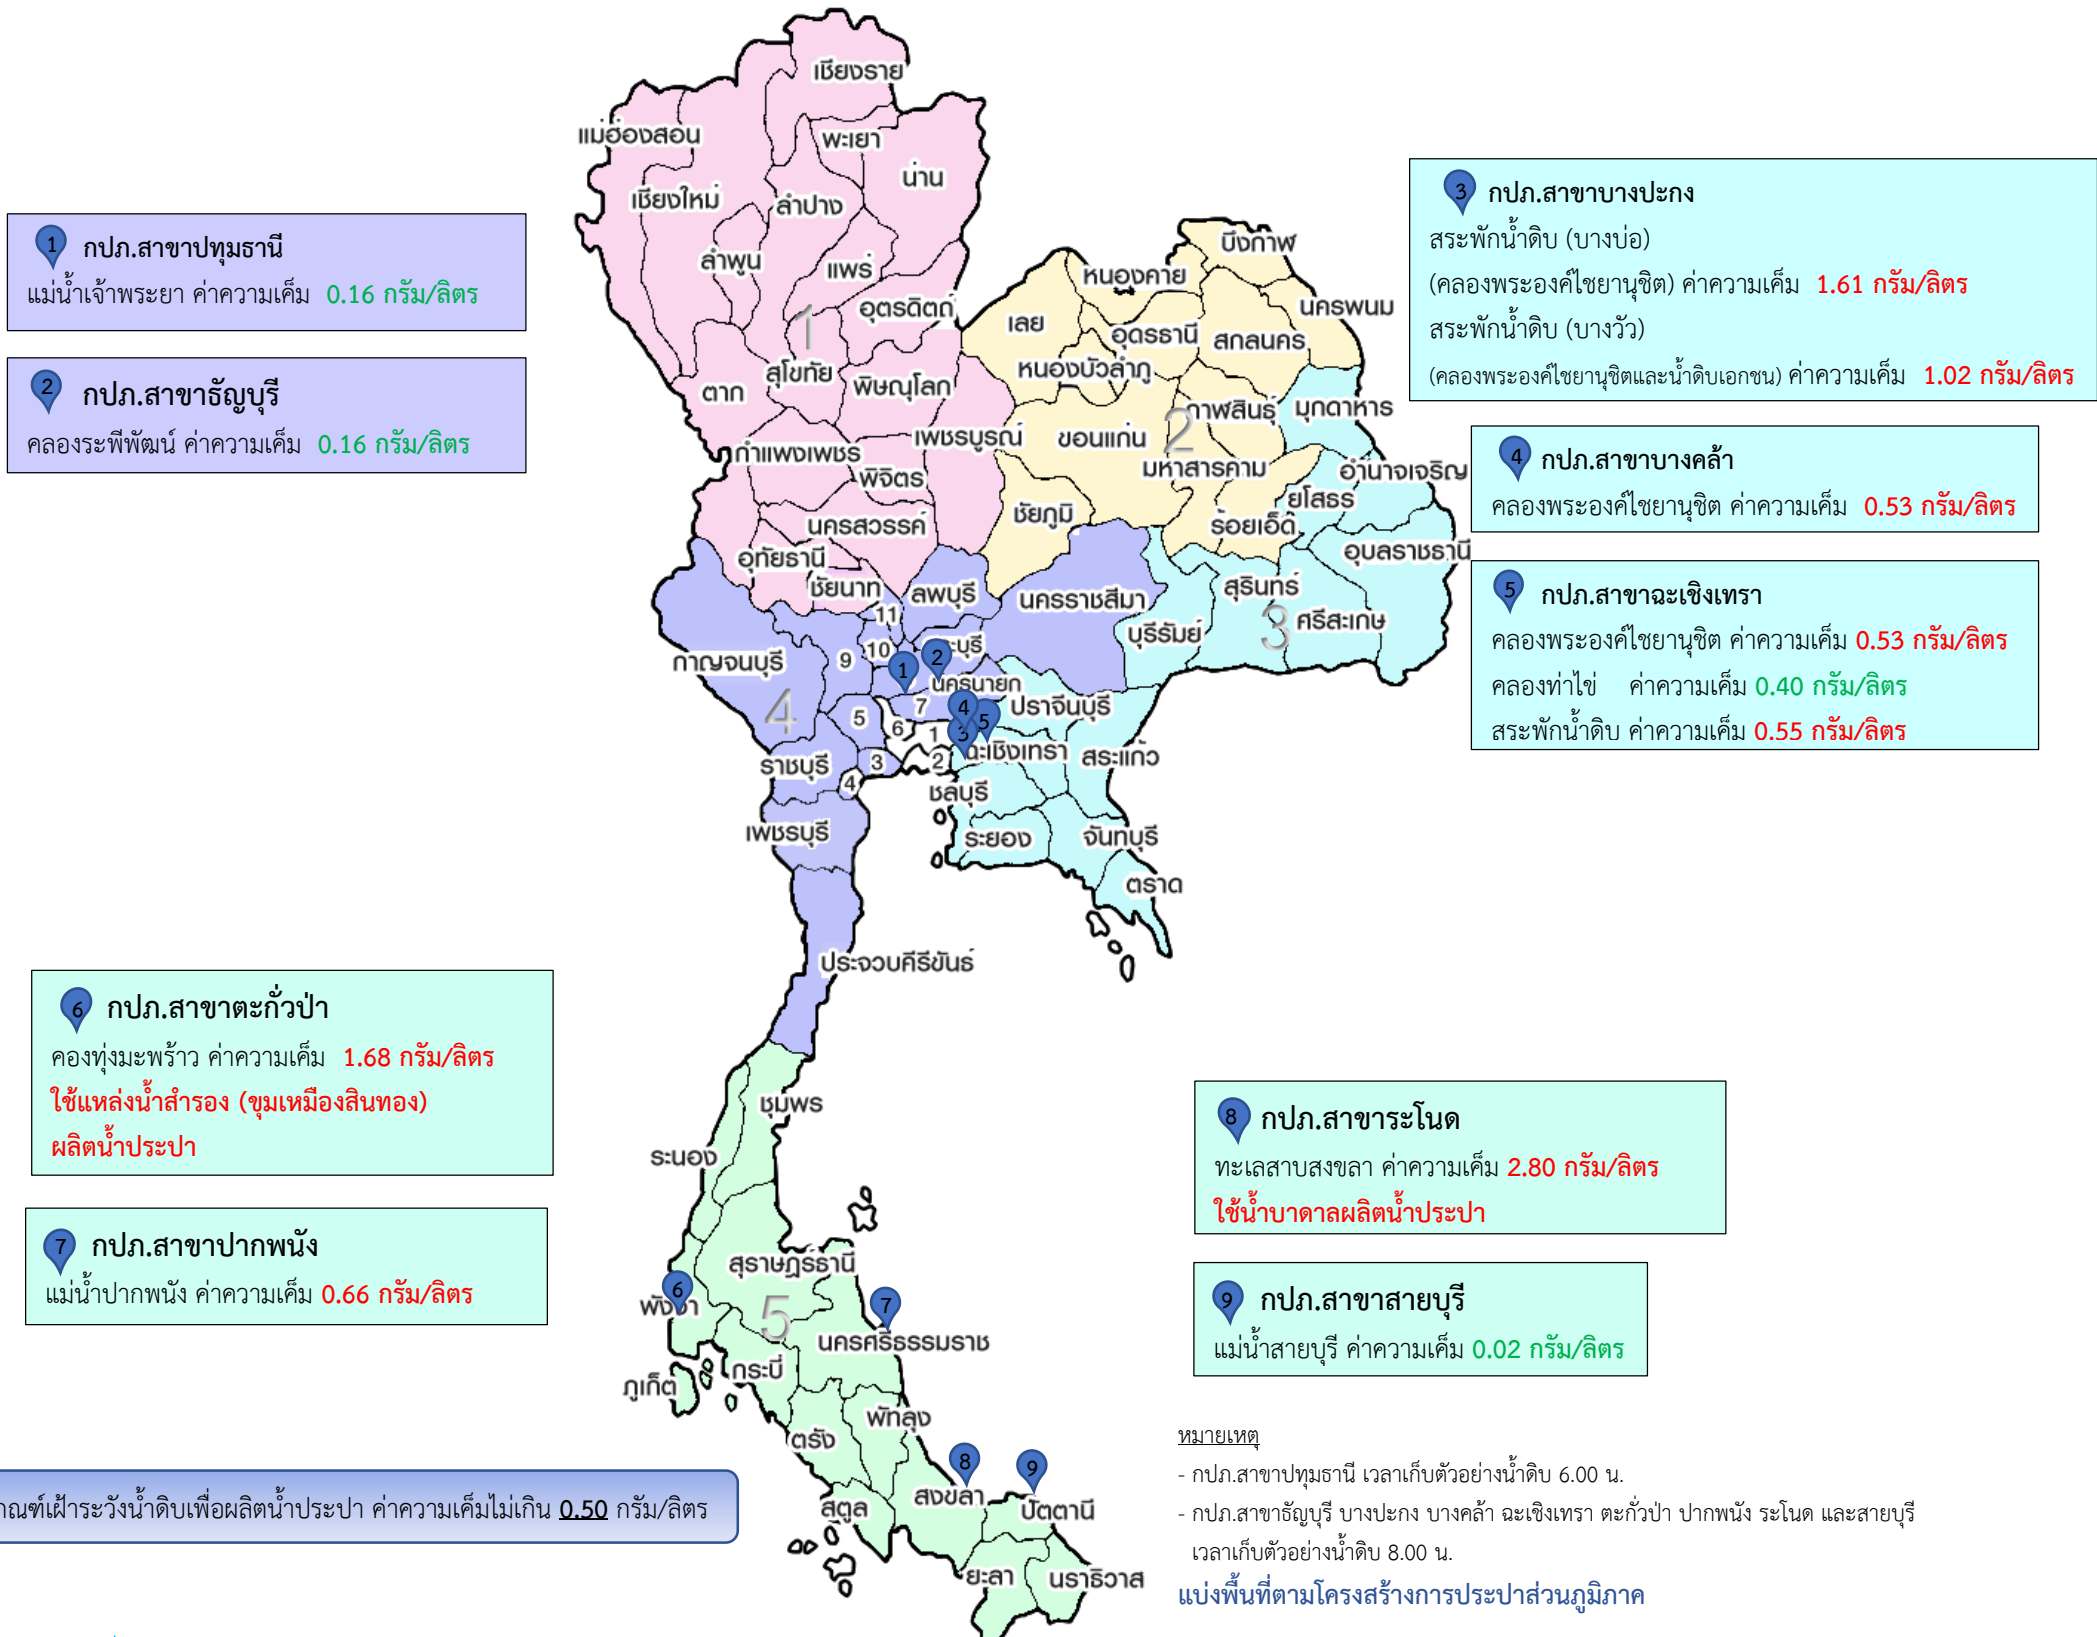 1 กปภ.สาขาปทุมธานี
แม่น้ำเจ้าพระยา ค่าความเค็ม 0.16 กรัม/ลิตร
2 กปภ.สาขาธัญบุรี
คลองระพีพัฒน์ ค่าความเค็ม 0.16 กรัม/ลิตร
3 กปภ.สาขาบางปะกง
สระพักน้ำดิบ (บางบ่อ)
(คลองพระองค์ไชยานุชิต) ค่าความเค็ม 1.61 กรัม/ลิตร
สระพักน้ำดิบ (บางวัว)
(คลองพระองค์ไชยานุชิตและน้ำดิบเอกชน) ค่าความเค็ม 1.02 กรัม/ลิตร
4 กปภ.สาขาบางคล้า
คลองพระองค์ไชยานุชิต ค่าความเค็ม 0.53 กรัม/ลิตร
5 กปภ.สาขาฉะเชิงเทรา
คลองพระองค์ไชยานุชิต ค่าความเค็ม 0.53 กรัม/ลิตร
คลองท่าไข่ ค่าความเค็ม 0.40 กรัม/ลิตร
สระพักน้ำดิบ ค่าความเค็ม 0.55 กรัม/ลิตร
เชียงราย
แม่ฮ่องสอน
พะเยา
น่าน
เชียงใหม่
ลำปาง
ลำพูน
แพร่
อุตรดิตถ์
1
สุโขทัย
ตาก
พิษณุโลก
เพชรบูรณ์
กำแพงเพชร
พิจิตร
นครสวรรค์
อุทัยธานี
ชัยนาท
บึงกาฬ
หนองคาย
นครพนม
เลย
อุดรธานี
สกลนคร
หนองบัวลำภู
กาฬสินธุ์
มุกดาหาร
2
ขอนแก่น
มหาสารคาม
อำนาจเจริญ
ยโสธร
ชัยภูมิ
ร้อยเอ็ด
อุบลราชธานี
ลพบุรี
นครราชสีมา
สุรินทร์
บุรีรัมย์
3
ศรีสะเกษ
11
10
9
ะบุรี
1
2
กาญจนบุรี
4
นครนายก
7
5
6
1
4
5
3
ปราจีนบุรี
ฉะเชิงเทรา
สระแก้ว
ราชบุรี
3
4
2
ชลบุรี
เพชรบุรี
ระยอง
จันทบุรี
ตราด
ประจวบคีรีขันธ์
6 กปภ.สาขาตะกั่วป่า
คองทุ่งมะพร้าว ค่าความเค็ม 1.68 กรัม/ลิตร
ใช้แหล่งน้ำสำรอง (ขุมเหมืองสินทอง)
ผลิตน้ำประปา
7 กปภ.สาขาปากพนัง
แม่น้ำปากพนัง ค่าความเค็ม 0.66 กรัม/ลิตร
8 กปภ.สาขาระโนด
ทะเลสาบสงขลา ค่าความเค็ม 2.80 กรัม/ลิตร
ใช้น้ำบาดาลผลิตน้ำประปา
9 กปภ.สาขาสายบุรี
แม่น้ำสายบุรี ค่าความเค็ม 0.02 กรัม/ลิตร
ชุมพร
ระนอง
สุราษฎร์ธานี
6
7
5
นครศรีธรรมราช
กระบี่
ภูเก็ต
พัทลุง
ตรัง
8
9
สงขลา
ปัตตานี
สตูล
ยะลา
นราธิวาส
ณฑ์เฝ้าระวังน้ำดิบเพื่อผลิตน้ำประปา ค่าความเค็มไม่เกิน 0.50 กรัม/ลิตร
หมายเหตุ
- กปภ.สาขาปทุมธานี เวลาเก็บตัวอย่างน้ำดิบ 6.00 น.
- กปภ.สาขาธัญบุรี บางปะกง บางคล้า ฉะเชิงเทรา ตะกั่วป่า ปากพนัง ระโนด และสายบุรี
เวลาเก็บตัวอย่างน้ำดิบ 8.00 น.
แบ่งพื้นที่ตามโครงสร้างการประปาส่วนภูมิภาค